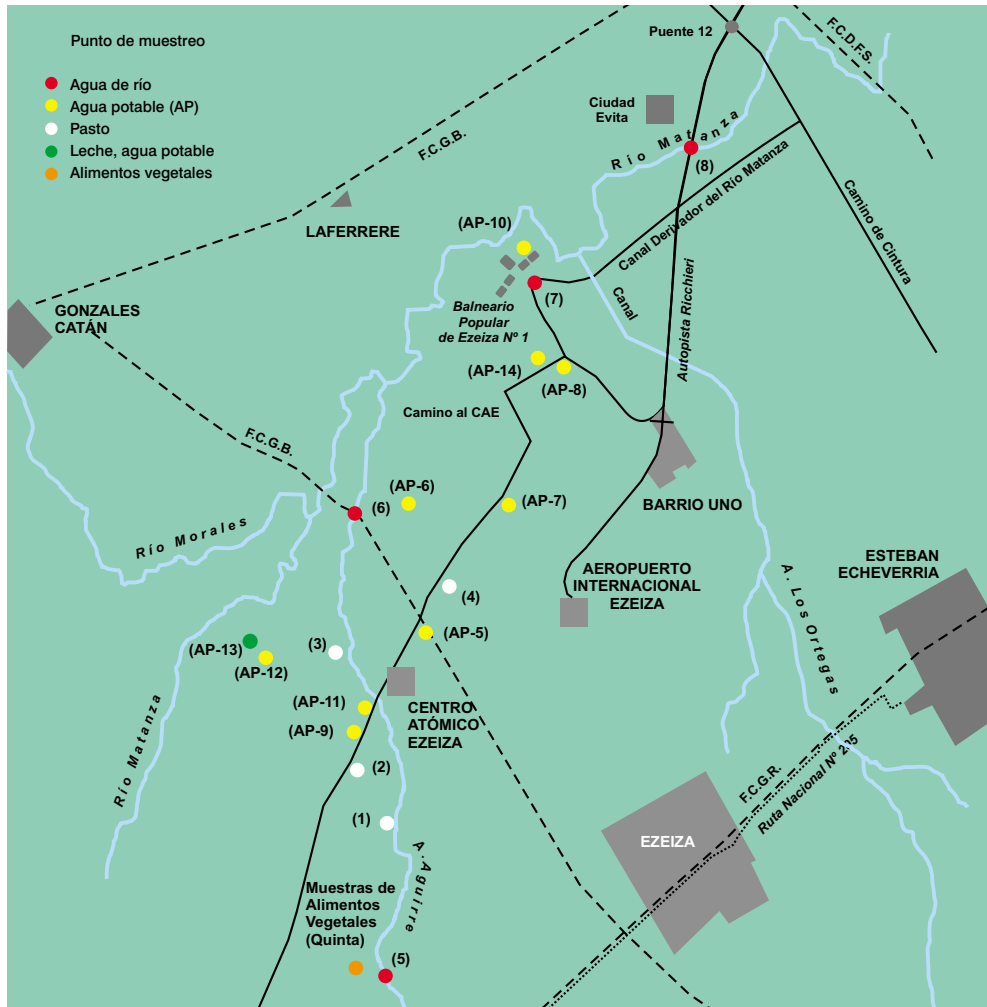 Punto de muestreo
Agua de río
Agua potable (AP)
Pasto
Leche, agua potable
Alimentos vegetales
Puente 12
F.C.D.F.S.
Ciudad
Evita
Río Matanza
(8)
F.C.G.B.
Canal Derivador del Río Matanza
Camino de Cintura
LAFERRERE
(AP-10)
(7)
Canal
Autopista Ricchieri
GONZALES
CATÁN
Balneario
Popular
de Ezeiza Nº 1
(AP-14)
(AP-8)
Camino al CAE
F.C.G.B.
(AP-6)
(6)
(AP-7)
BARRIO UNO
Río Morales
ESTEBAN
ECHEVERRIA
AEROPUERTO
INTERNACIONAL
EZEIZA
(4)
A. Los Ortegas
(AP-5)
(3)
(AP-13)
(AP-12)
(AP-11)
CENTRO
ATÓMICO
EZEIZA
(AP-9)
Río Matanza
(2)
F.C.G.R.
Ruta Nacional Nº 205
(1)
EZEIZA
A. Aguirre
Muestras de
Alimentos
Vegetales
(Quinta)
(5)